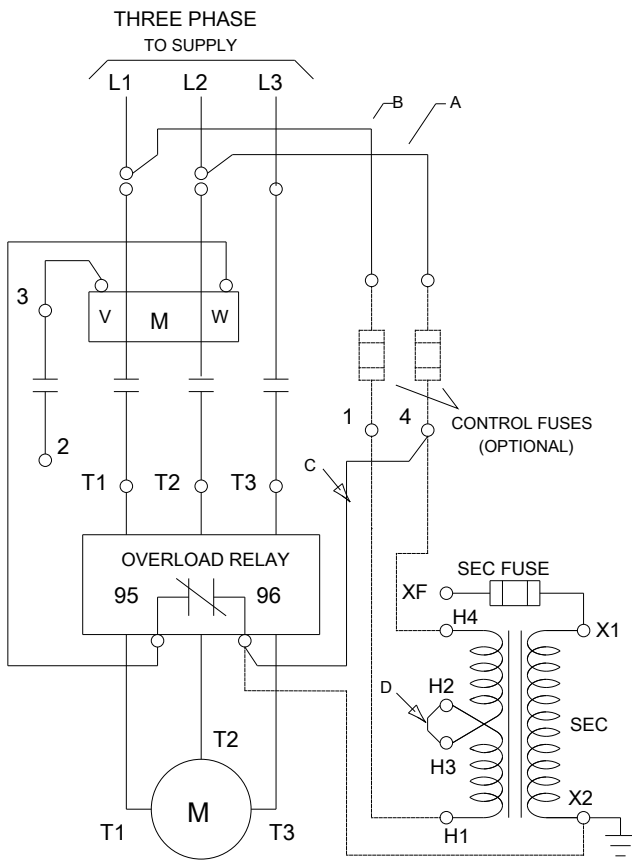 THREE PHASE
TO SUPPLY
L1 L2 L3
B A
3
V M W
2
1 4
CONTROL FUSES
(OPTIONAL)
C
T1 T2 T3
OVERLOAD RELAY
95 96
SEC FUSE
XF
H4 X1
D H2
SEC
H3
T2
X2
M
H1
T1 T3